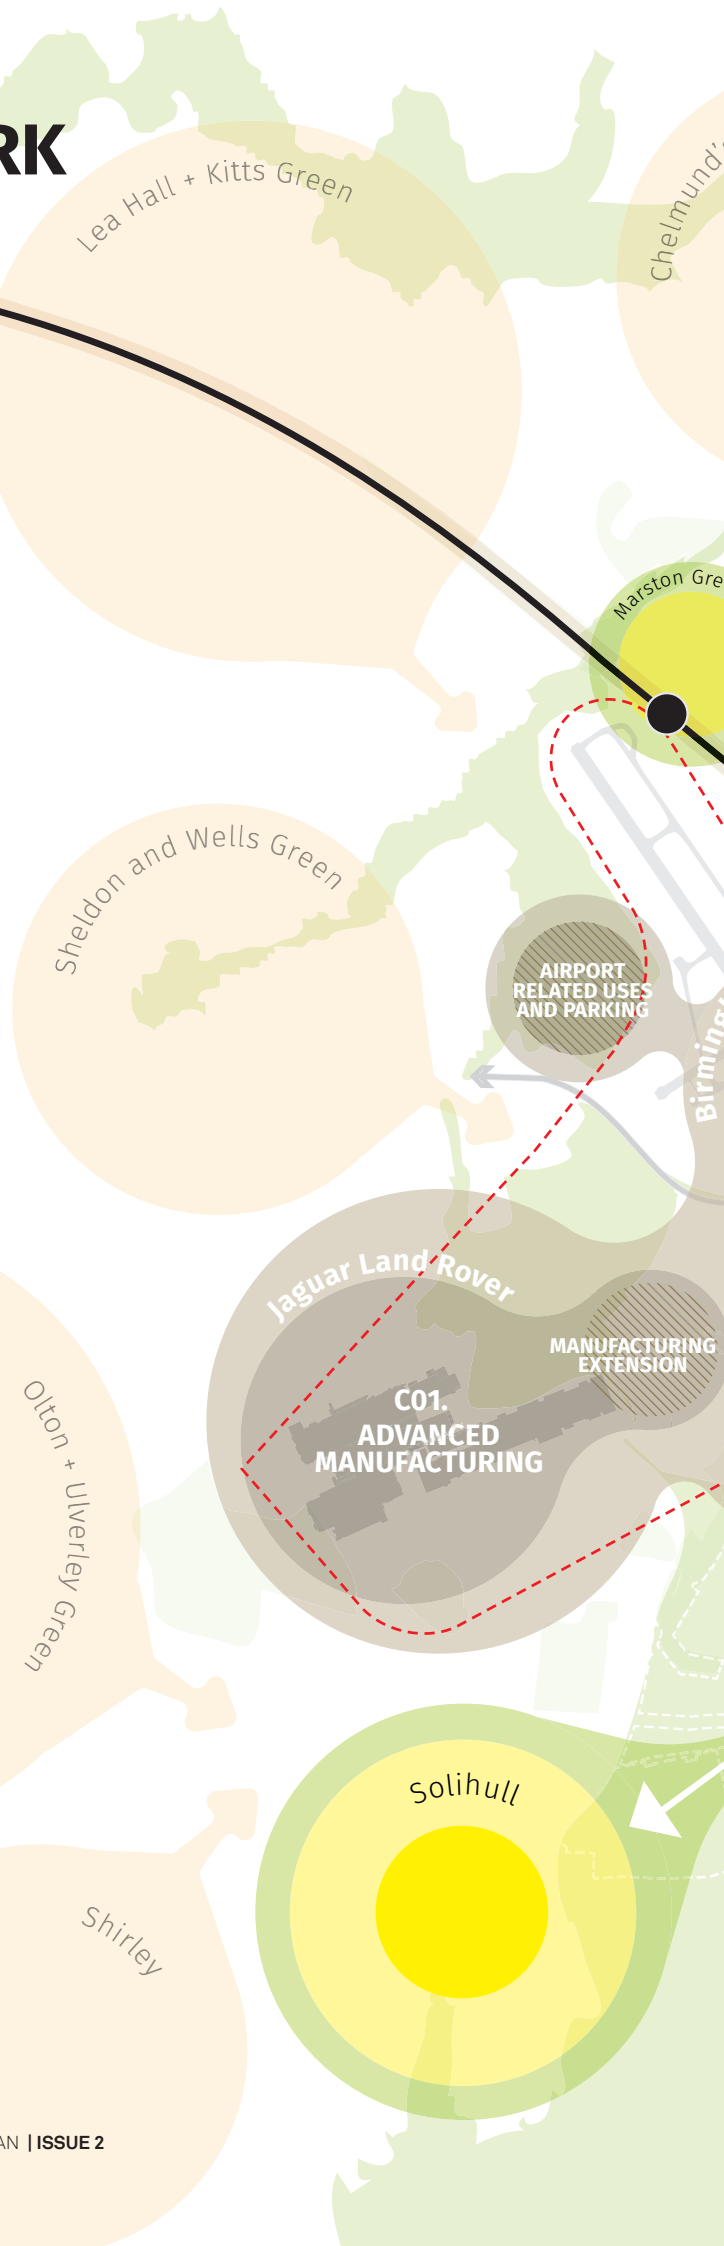 RK
Lea Hall + Kitts Green
Chelmund's
Marston Gre
Sheldon and Wells Green
AIRPORT
RELATED USES
AND PARKING
Birming
Jaguar Land Rover
MANUFACTURING
EXTENSION
C01.
ADVANCED
MANUFACTURING
Olton + Ulverley Green
Solihull
Shirley
AN | ISSUE 2